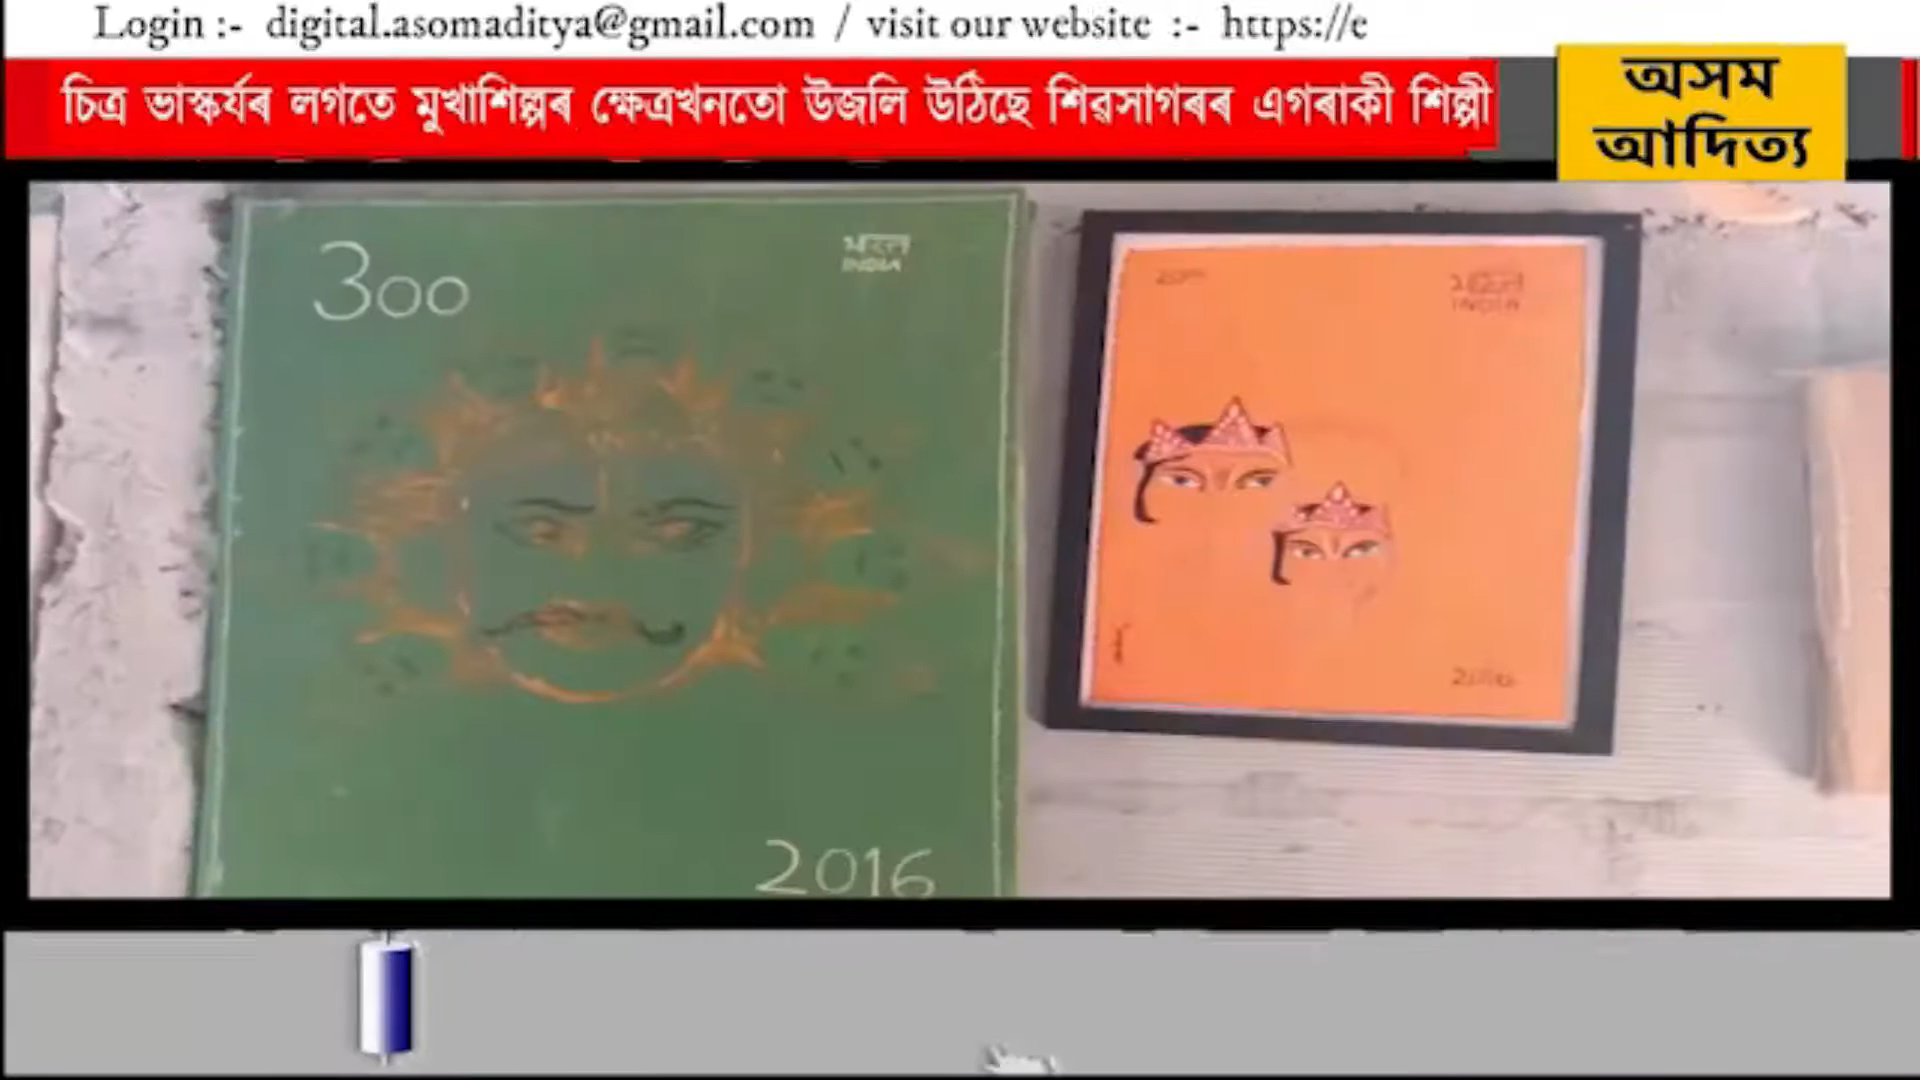 Login :- digital.asomaditya@gmail.com / visit our website :- https://e
চিত্ৰ ভাস্কৰ্যৰ লগতে মুখাশিল্পৰ ক্ষেত্ৰখনতো উজলি উঠিছে শিৱসাগৰৰ এগৰাকী শিল্পী
অসম
আদিত্য
300
INDIA
INDIA
2016